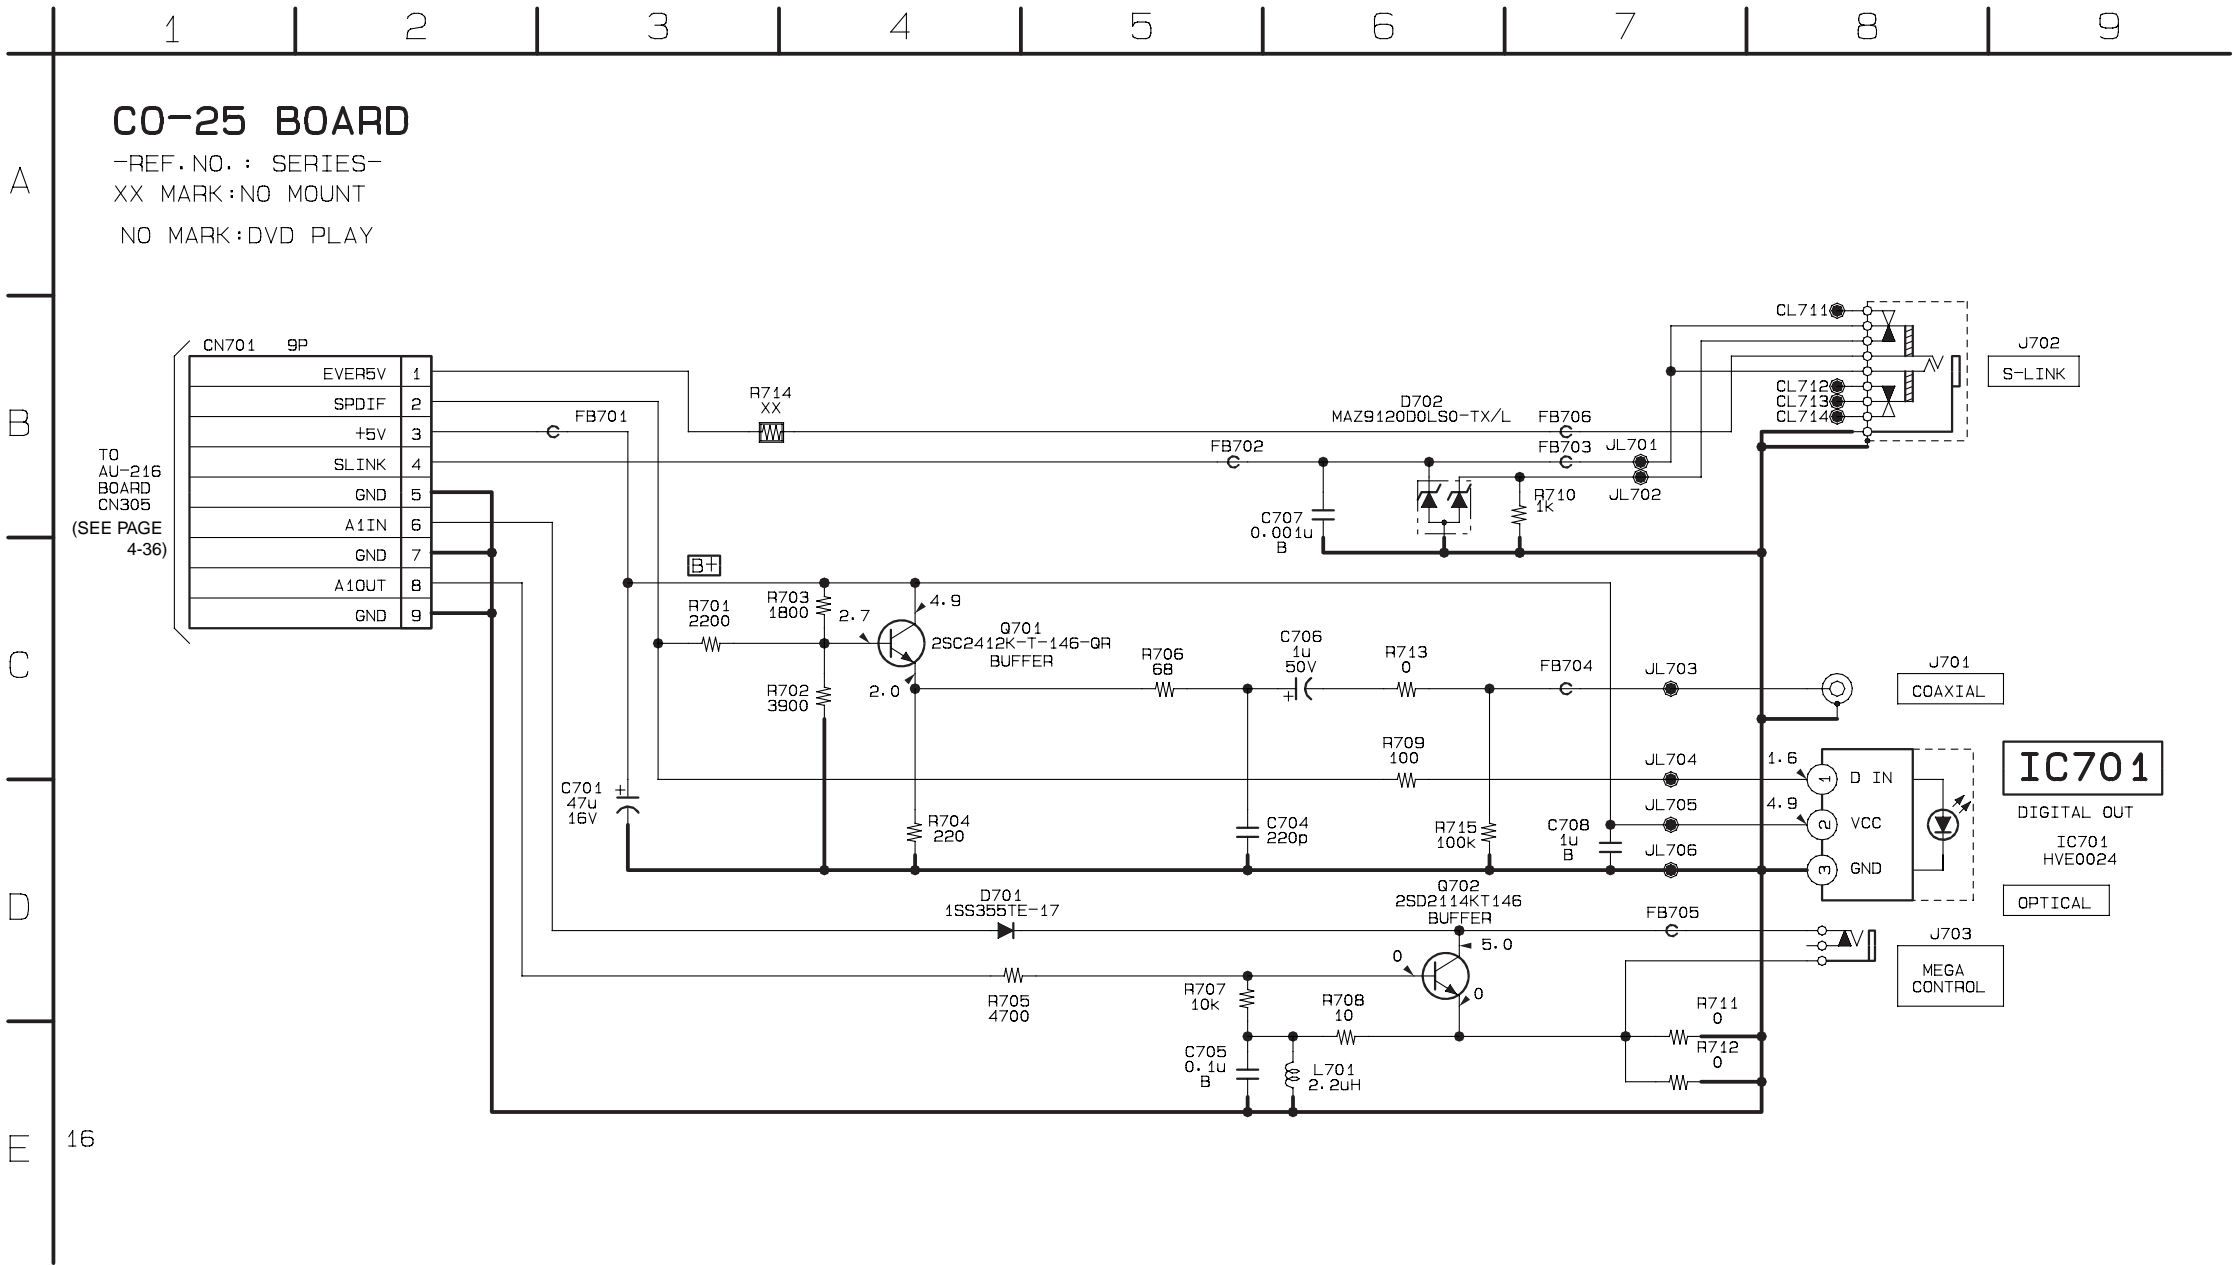 1 2 3 4 5 6 7 8 9
A
B
C
D
E
CO-25 BOARD
-REF.NO.: SERIES-
XX MARK:NO MOUNT
NO MARK:DVD PLAY
CN701 9P
EVER5V 1
SPDIF 2
+5V 3
SLINK 4
GND 5
A1IN 6
GND 7
A1OUT 8
GND 9
TO
AU-216
BOARD
CN305
(SEE PAGE
4-36)
FB701
R714
XX
FB702
D702
MAZ9120D0LS0-TX/L
FB706
FB703
JL701
JL702
R710
1k
C707
0.001u
B
CL711
CL712
CL713
CL714
J702
S-LINK
B+
R701
2200
R703
1800
2.7
4.9
Q701
2SC2412K-T-146-QR
BUFFER
2.0
R702
3900
R706
68
C706
1u
50V
+
R713
0
FB704
JL703
J701
COAXIAL
R709
100
JL704
1.6
1 D IN
JL705
4.9
2 VCC
JL706
3 GND
IC701
DIGITAL OUT
IC701
HVE0024
OPTICAL
C701
47u
16V
+
R704
220
C704
220p
R715
100k
C708
1u
B
D701
1SS355TE-17
Q702
2SD2114KT146
BUFFER
5.0
0
0
FB705
J703
MEGA
CONTROL
R705
4700
R707
10k
R708
10
R711
0
R712
0
C705
0.1u
B
L701
2.2uH
16